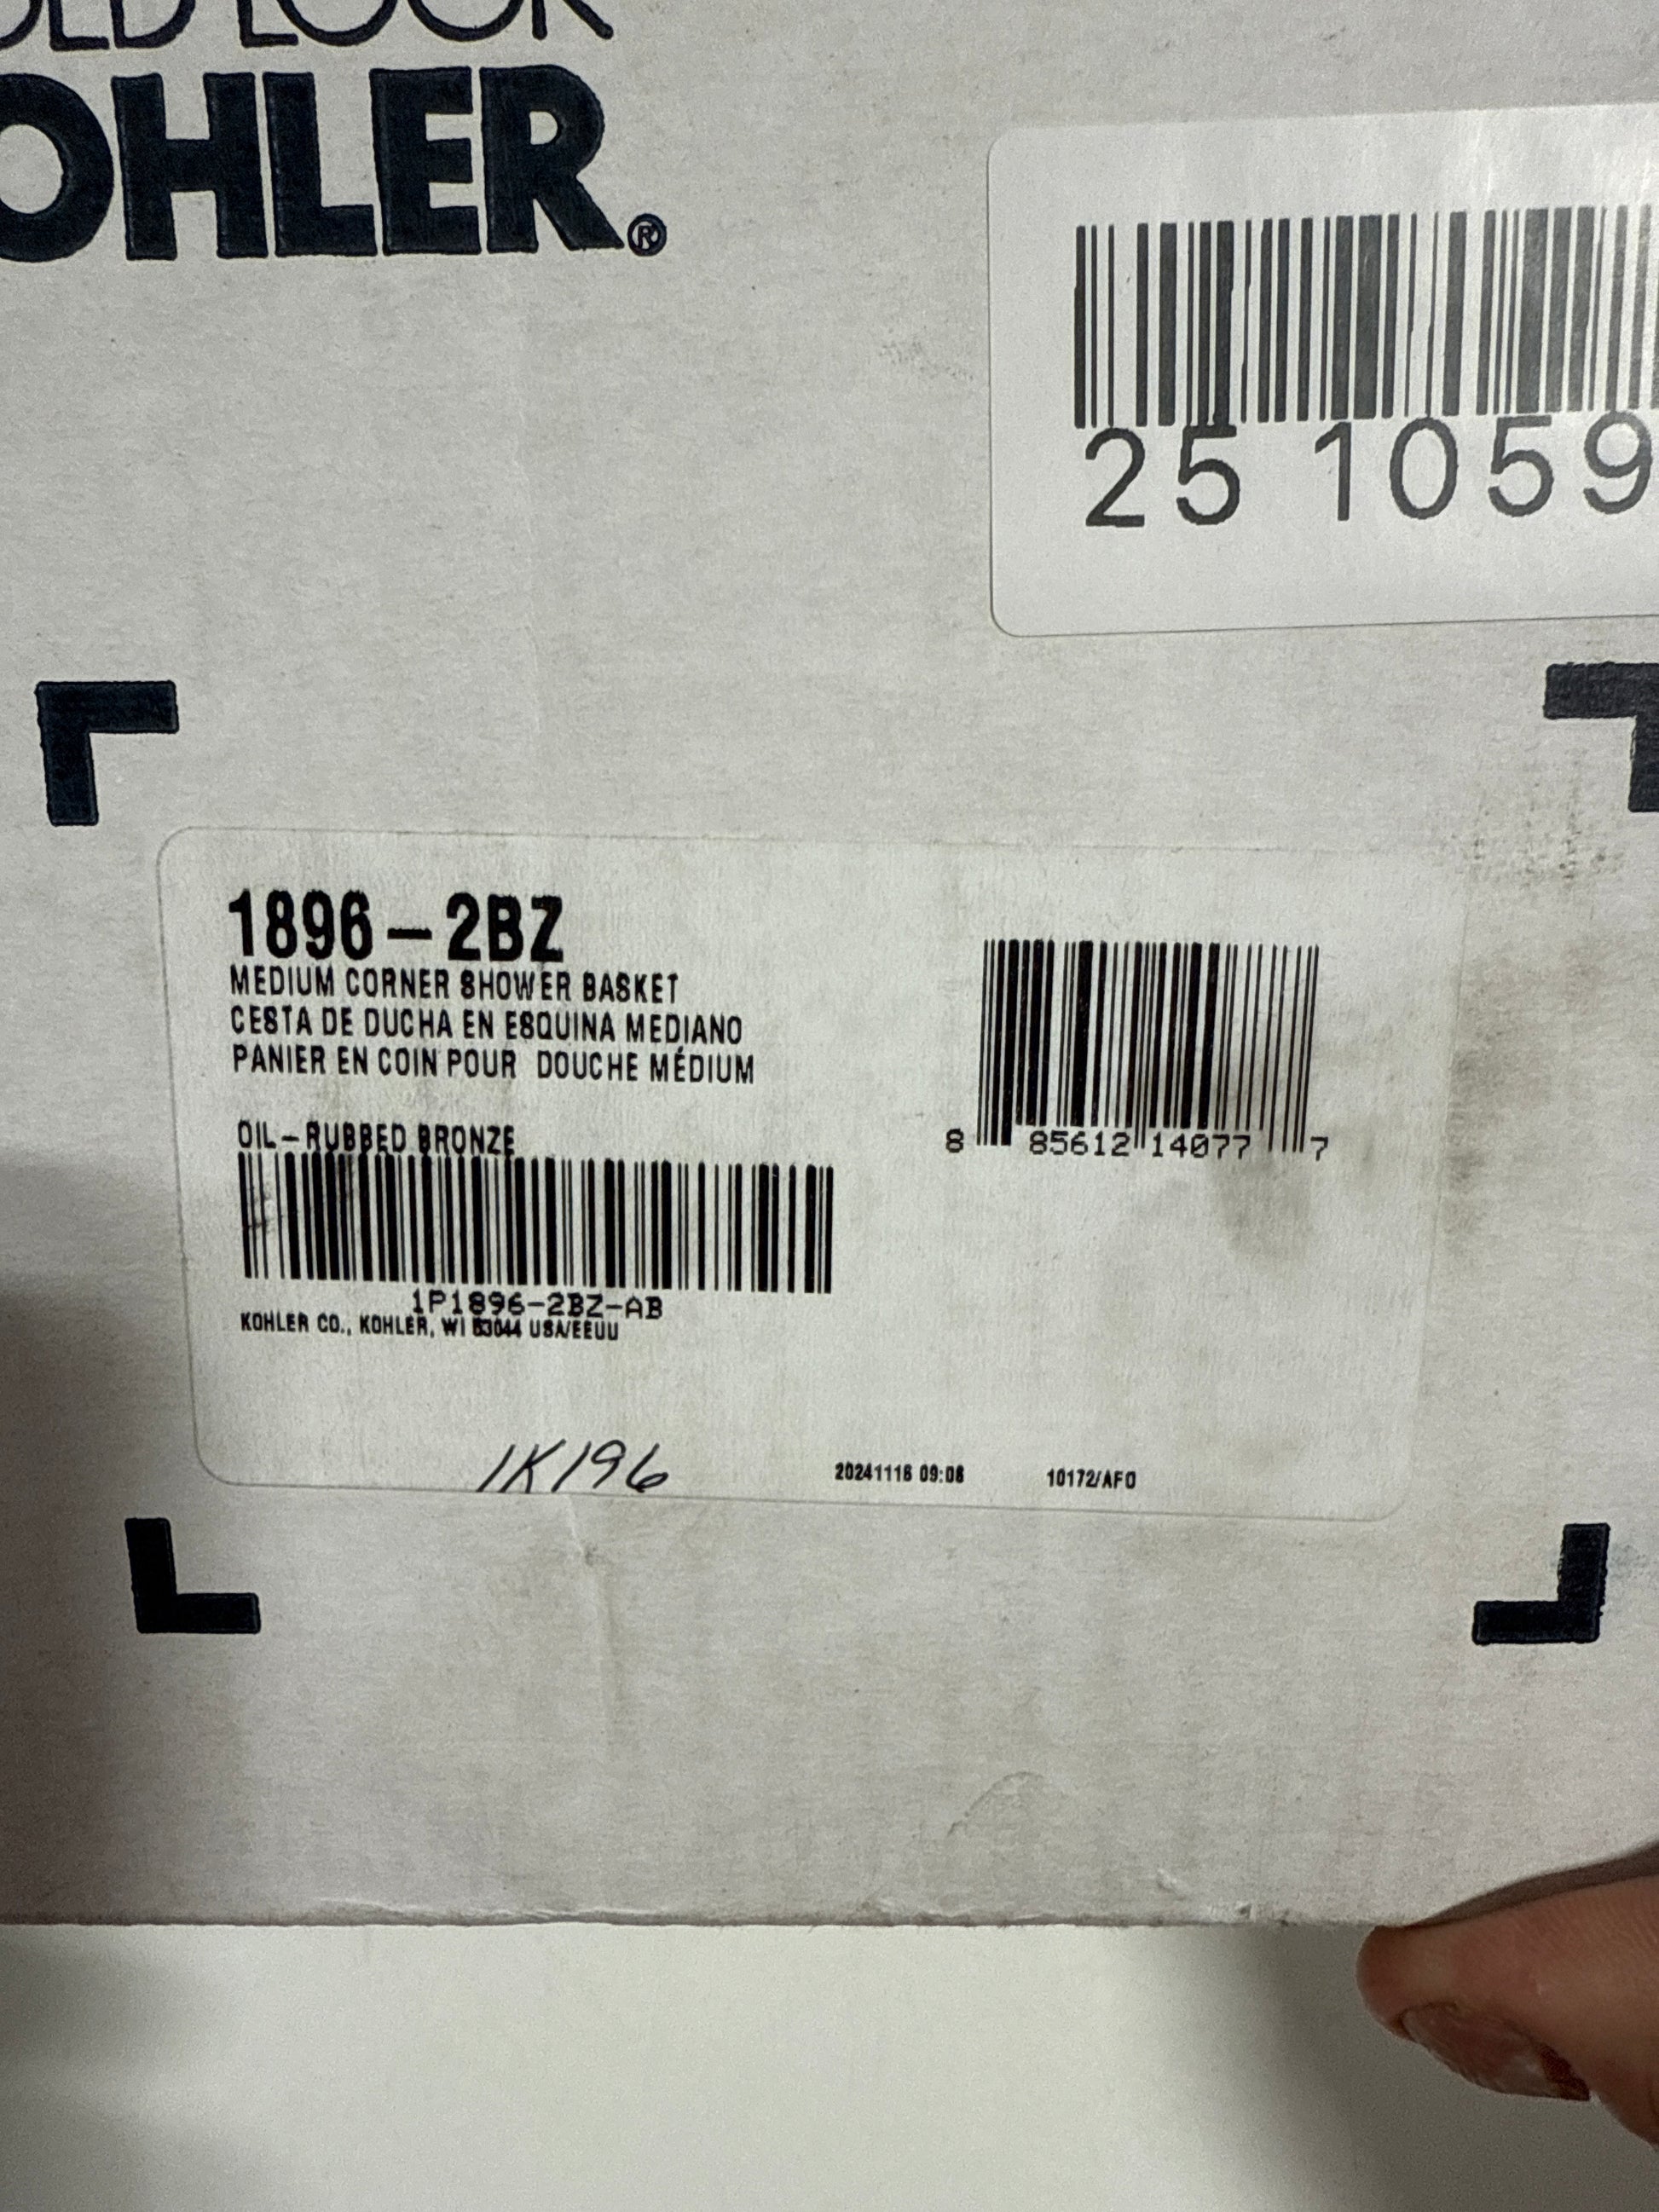 KOHLER®
25 1059
1896-2BZ
MEDIUM CORNER SHOWER BASKET
CESTA DE DUCHA EN ESQUINA MEDIANO
PANIER EN COIN POUR DOUCHE MÉDIUM
OIL-RUBBED BRONZE
8 85612 14077 7
1P1896-2BZ-AB
KOHLER CO., KOHLER, WI 53044 USA/EEUU
1K196
20241116 09:08 10172/AFO